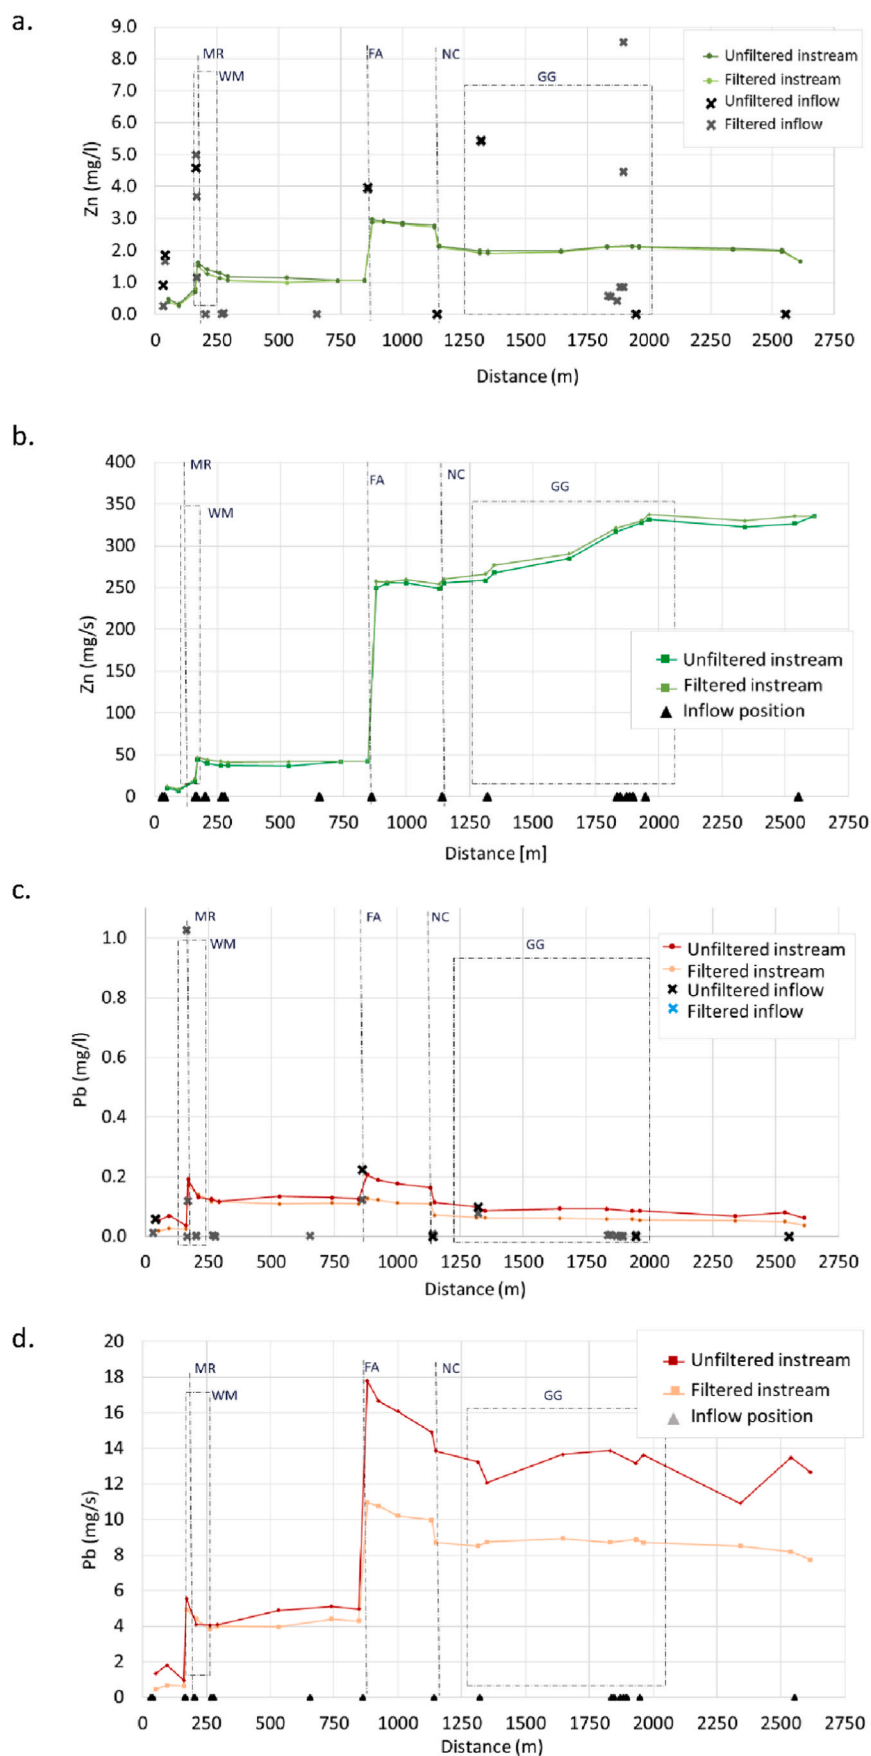 a.
9.0
8.0
7.0
6.0
5.0
4.0
3.0
2.0
1.0
0.0
Zn (mg/l)
MR
WM
FA
NC
GG
Unfiltered instream
Filtered instream
Unfiltered inflow
Filtered inflow
0 250 500 750 1000 1250 1500 1750 2000 2250 2500 2750
Distance (m)
b.
400
350
300
250
200
150
100
50
0
Zn (mg/s)
MR
WM
FA
NC
GG
Unfiltered instream
Filtered instream
Inflow position
0 250 500 750 1000 1250 1500 1750 2000 2250 2500 2750
Distance [m]
c.
1.0
0.8
0.6
0.4
0.2
0.0
Pb (mg/l)
MR
WM
FA
NC
GG
Unfiltered instream
Filtered instream
Unfiltered inflow
Filtered inflow
0 250 500 750 1000 1250 1500 1750 2000 2250 2500 2750
Distance (m)
d.
20
18
16
14
12
10
8
6
4
2
0
Pb (mg/s)
MR
WM
FA
NC
GG
Unfiltered instream
Filtered instream
Inflow position
0 250 500 750 1000 1250 1500 1750 2000 2250 2500 2750
Distance (m)